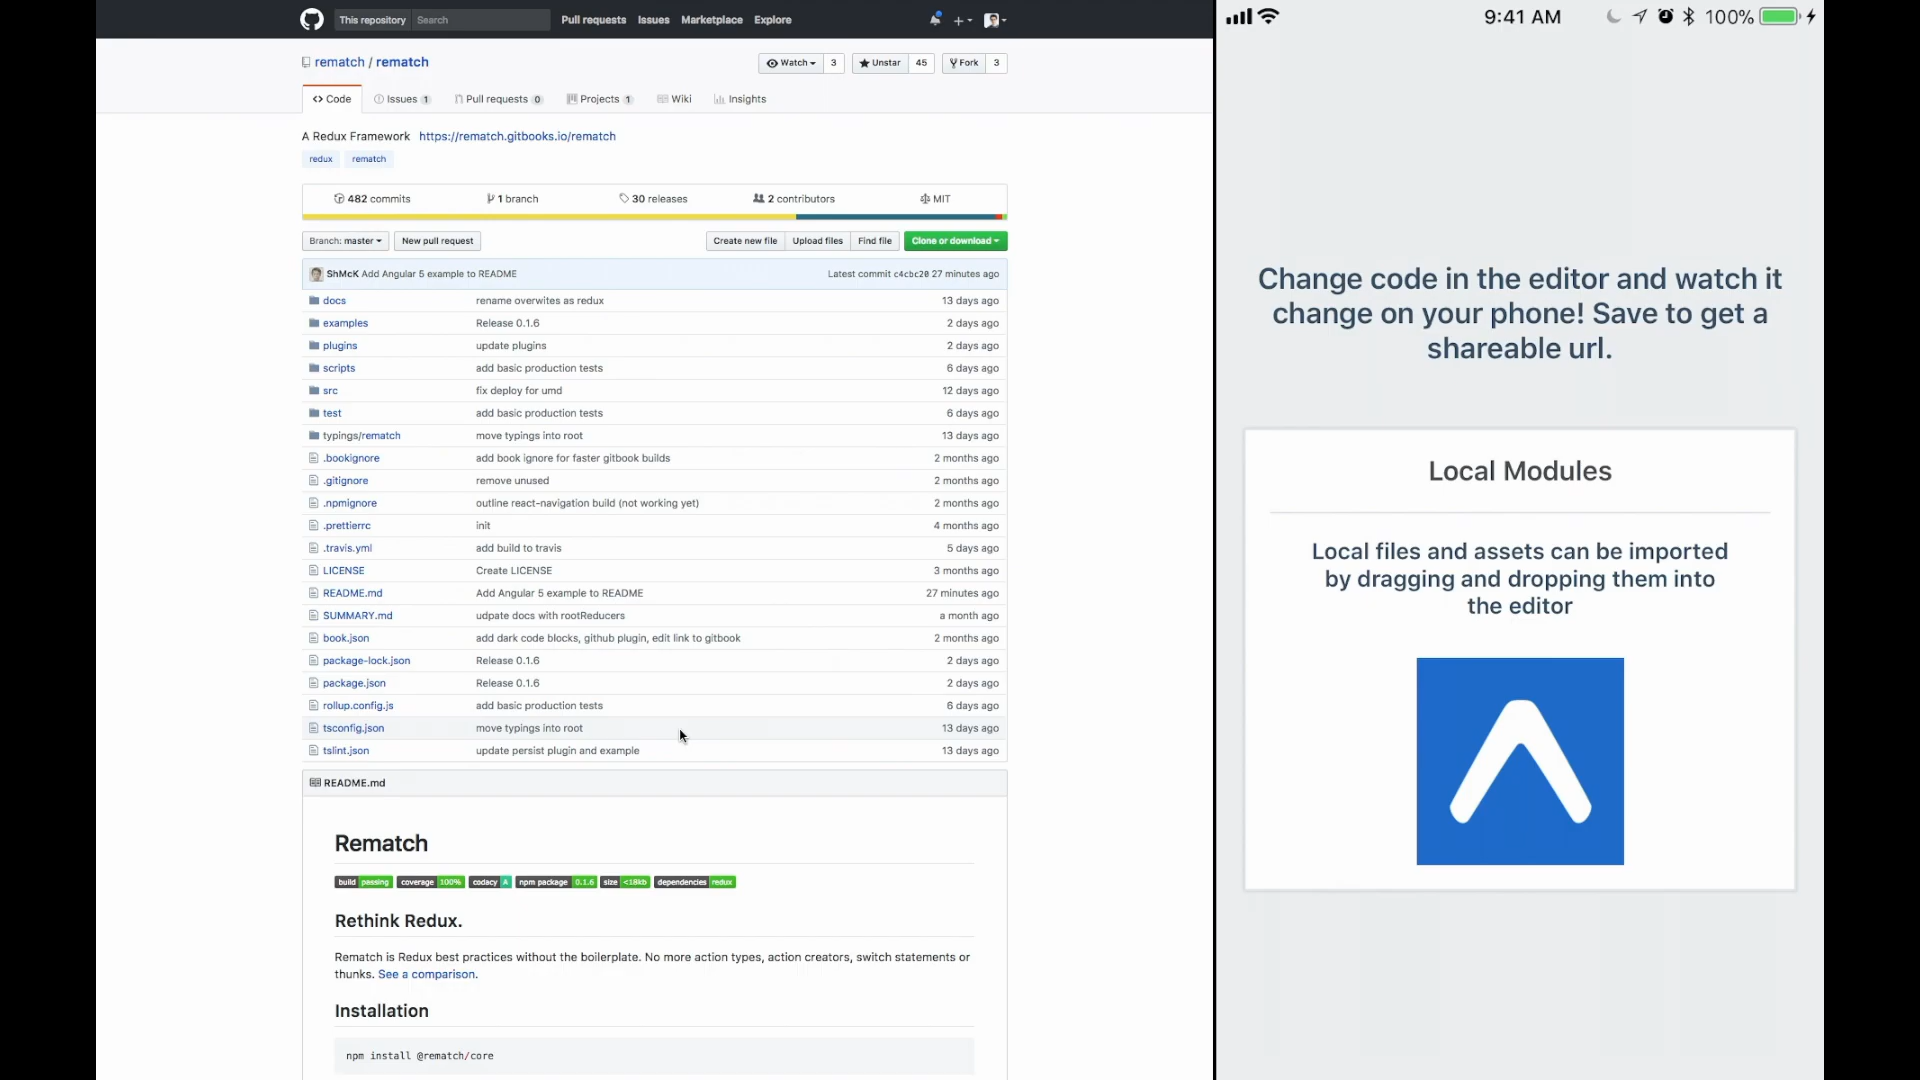 This repository Search Pull requests Issues Marketplace Explore
rematch / rematch
Watch 3 Unstar 45 Fork 3
Code Issues 1 Pull requests 0 Projects 1 Wiki Insights
A Redux Framework https://rematch.gitbooks.io/rematch
redux rematch
482 commits 1 branch 30 releases 2 contributors MIT
Branch: master New pull request Create new file Upload files Find file Clone or download
ShMcK Add Angular 5 example to README Latest commit c4cbc20 27 minutes ago
docs rename overwites as redux 13 days ago
examples Release 0.1.6 2 days ago
plugins update plugins 2 days ago
scripts add basic production tests 6 days ago
src fix deploy for umd 12 days ago
test add basic production tests 6 days ago
typings/rematch move typings into root 13 days ago
.bookignore add book ignore for faster gitbook builds 2 months ago
.gitignore remove unused 2 months ago
.npmignore outline react-navigation build (not working yet) 2 months ago
.prettierrc init 4 months ago
.travis.yml add build to travis 5 days ago
LICENSE Create LICENSE 3 months ago
README.md Add Angular 5 example to README 27 minutes ago
SUMMARY.md udpate docs with rootReducers a month ago
book.json add dark code blocks, github plugin, edit link to gitbook 2 months ago
package-lock.json Release 0.1.6 2 days ago
package.json Release 0.1.6 2 days ago
rollup.config.js add basic production tests 6 days ago
tsconfig.json move typings into root 13 days ago
tslint.json update persist plugin and example 13 days ago
README.md
Rematch
build passing coverage 100% codacy A npm package 0.1.6 size <18kb dependencies redux
Rethink Redux.
Rematch is Redux best practices without the boilerplate. No more action types, action creators, switch statements or
thunks. See a comparison.
Installation
npm install @rematch/core
9:41 AM 100%
Change code in the editor and watch it
change on your phone! Save to get a
shareable url.
Local Modules
Local files and assets can be imported
by dragging and dropping them into
the editor